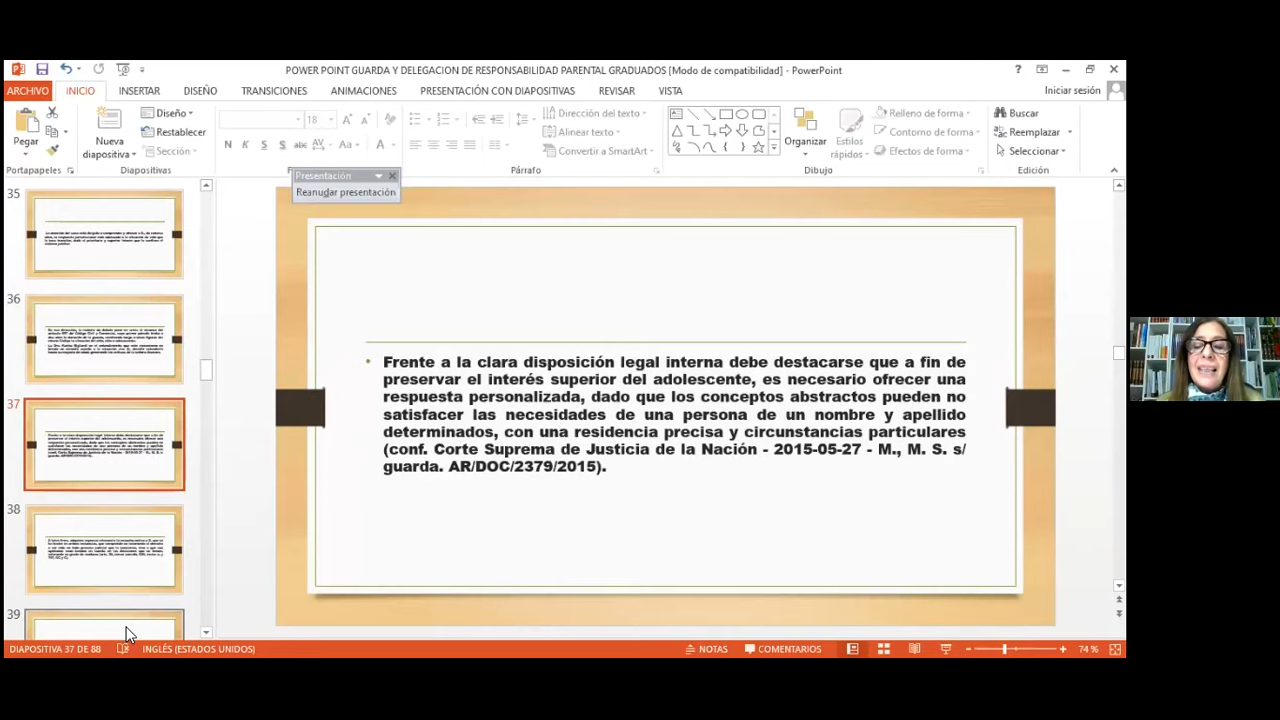 POWER POINT GUARDA Y DELEGACION DE RESPONSABILIDAD PARENTAL GRADUADOS [Modo de compatibilidad] - PowerPoint
ARCHIVO INICIO INSERTAR DISEÑO TRANSICIONES ANIMACIONES PRESENTACIÓN CON DIAPOSITIVAS REVISAR VISTA Iniciar sesión
Pegar
Nueva
diapositiva
Diseño
Restablecer
Sección
18
Dirección del texto
Alinear texto
Convertir a SmartArt
Organizar
Estilos
rápidos
Relleno de forma
Contorno de forma
Efectos de forma
Buscar
Reemplazar
Seleccionar
Portapapeles Diapositivas Párrafo Dibujo Edición
Presentación
Reanudar presentación
35
36
37
38
39
• Frente a la clara disposición legal interna debe destacarse que a fin de
preservar el interés superior del adolescente, es necesario ofrecer una
respuesta personalizada, dado que los conceptos abstractos pueden no
satisfacer las necesidades de una persona de un nombre y apellido
determinados, con una residencia precisa y circunstancias particulares
(conf. Corte Suprema de Justicia de la Nación - 2015-05-27 - M., M. S. s/
guarda. AR/DOC/2379/2015).
DIAPOSITIVA 37 DE 88 INGLÉS (ESTADOS UNIDOS) NOTAS COMENTARIOS 74 %